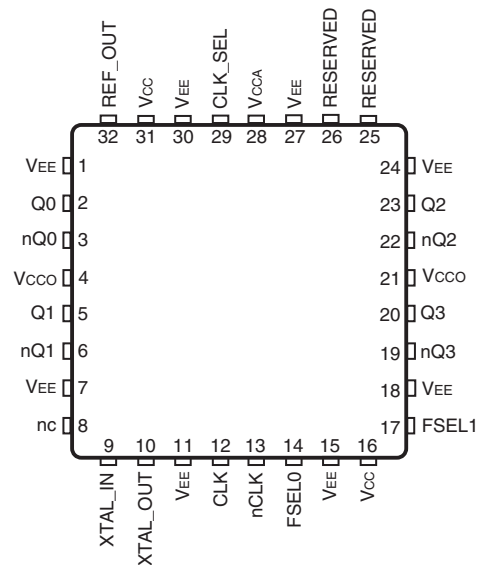 REF_OUT
VCC
VEE
CLK_SEL
VCCA
VEE
RESERVED
RESERVED
32 31 30 29 28 27 26 25
VEE 1
Q0 2
nQ0 3
VCCO 4
Q1 5
nQ1 6
VEE 7
nc 8
24 VEE
23 Q2
22 nQ2
21 VCCO
20 Q3
19 nQ3
18 VEE
17 FSEL1
9 10 11 12 13 14 15 16
XTAL_IN
XTAL_OUT
VEE
CLK
nCLK
FSEL0
VEE
VCC